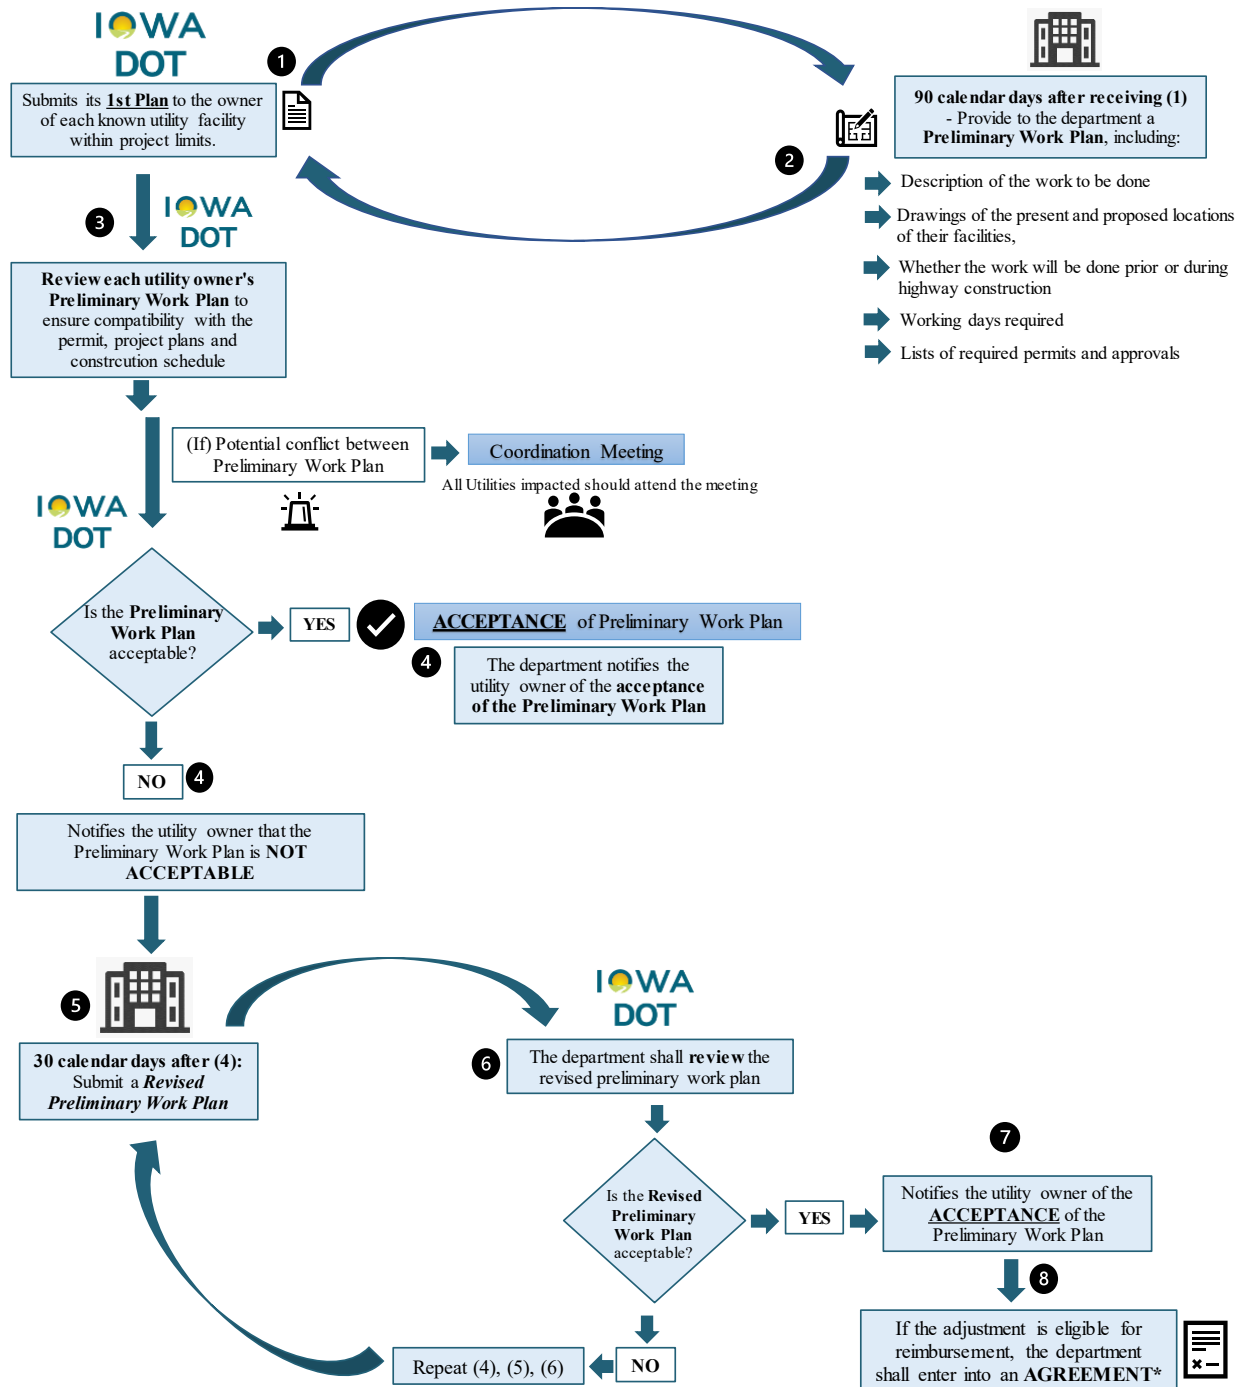 IOWA
DOT
1
Submits its 1st Plan to the owner
of each known utility facility
within project limits.
90 calendar days after receiving (1)
- Provide to the department a
Preliminary Work Plan, including:
2
Description of the work to be done
Drawings of the present and proposed locations
of their facilities,
Whether the work will be done prior or during
highway construction
Working days required
Lists of required permits and approvals
3
IOWA
DOT
Review each utility owner's
Preliminary Work Plan to
ensure compatibility with the
permit, project plans and
constrcution schedule
(If) Potential conflict between
Preliminary Work Plan
Coordination Meeting
All Utilities impacted should attend the meeting
IOWA
DOT
Is the Preliminary
Work Plan
acceptable?
YES
ACCEPTANCE of Preliminary Work Plan
4
The department notifies the
utility owner of the acceptance
of the Preliminary Work Plan
NO
4
Notifies the utility owner that the
Preliminary Work Plan is NOT
ACCEPTABLE
5
30 calendar days after (4):
Submit a Revised
Preliminary Work Plan
IOWA
DOT
6
The department shall review the
revised preliminary work plan
Is the Revised
Preliminary
Work Plan
acceptable?
YES
7
Notifies the utility owner of the
ACCEPTANCE of the
Preliminary Work Plan
8
If the adjustment is eligible for
reimbursement, the department
shall enter into an AGREEMENT*
NO
Repeat (4), (5), (6)